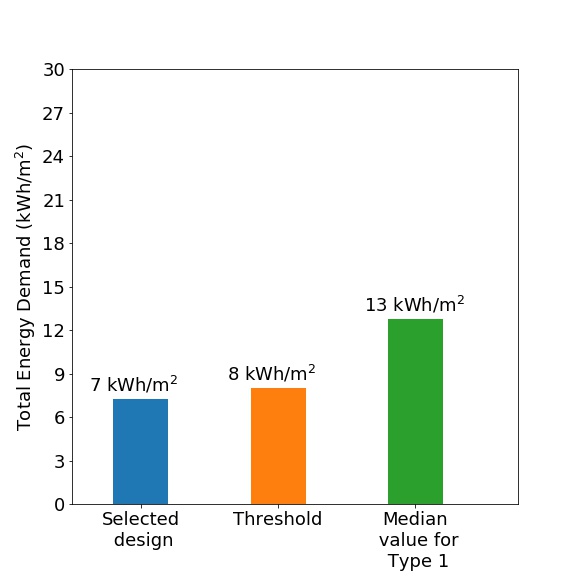 Total Energy Demand (kWh/m²)
30
27
24
21
18
15
12
9
6
3
0
7 kWh/m²
8 kWh/m²
13 kWh/m²
Selected
design
Threshold
Median
value for
Type 1